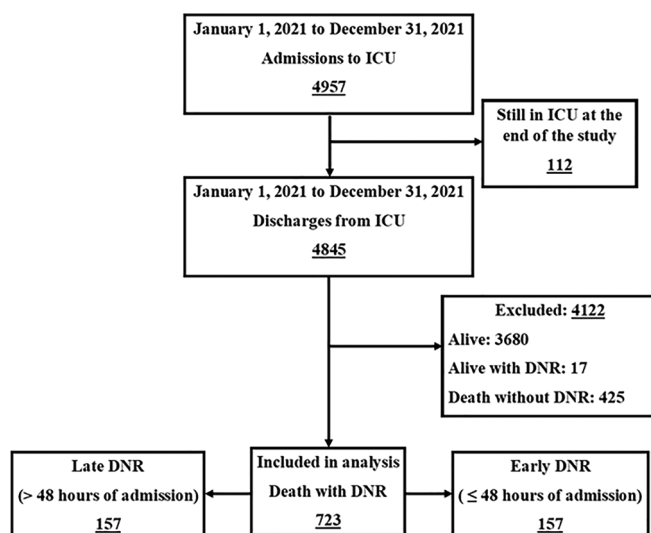 January 1, 2021 to December 31, 2021
Admissions to ICU
4957
Still in ICU at the
end of the study
112
January 1, 2021 to December 31, 2021
Discharges from ICU
4845
Excluded: 4122
Alive: 3680
Alive with DNR: 17
Death without DNR: 425
Late DNR
(> 48 hours of admission)
157
Included in analysis
Death with DNR
723
Early DNR
( ≤ 48 hours of admission)
157